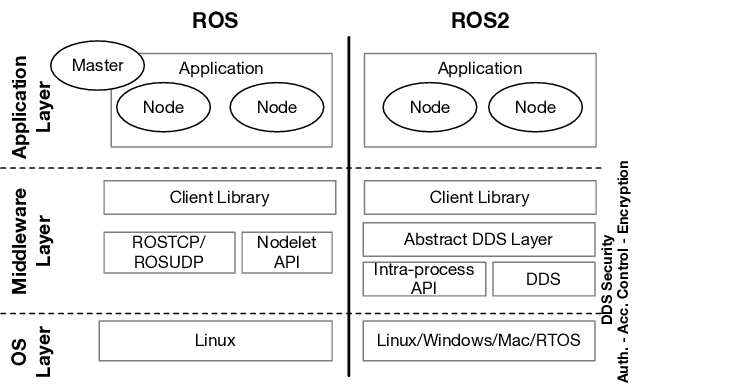 ROS
ROS2
Application
Layer
Master
Application
Node
Node
Application
Node
Node
Middleware
Layer
Client Library
ROSTCP/
ROSUDP
Nodelet
API
Client Library
Abstract DDS Layer
Intra-process
API
DDS
DDS Security
Auth. - Acc. Control - Encryption
OS
Layer
Linux
Linux/Windows/Mac/RTOS